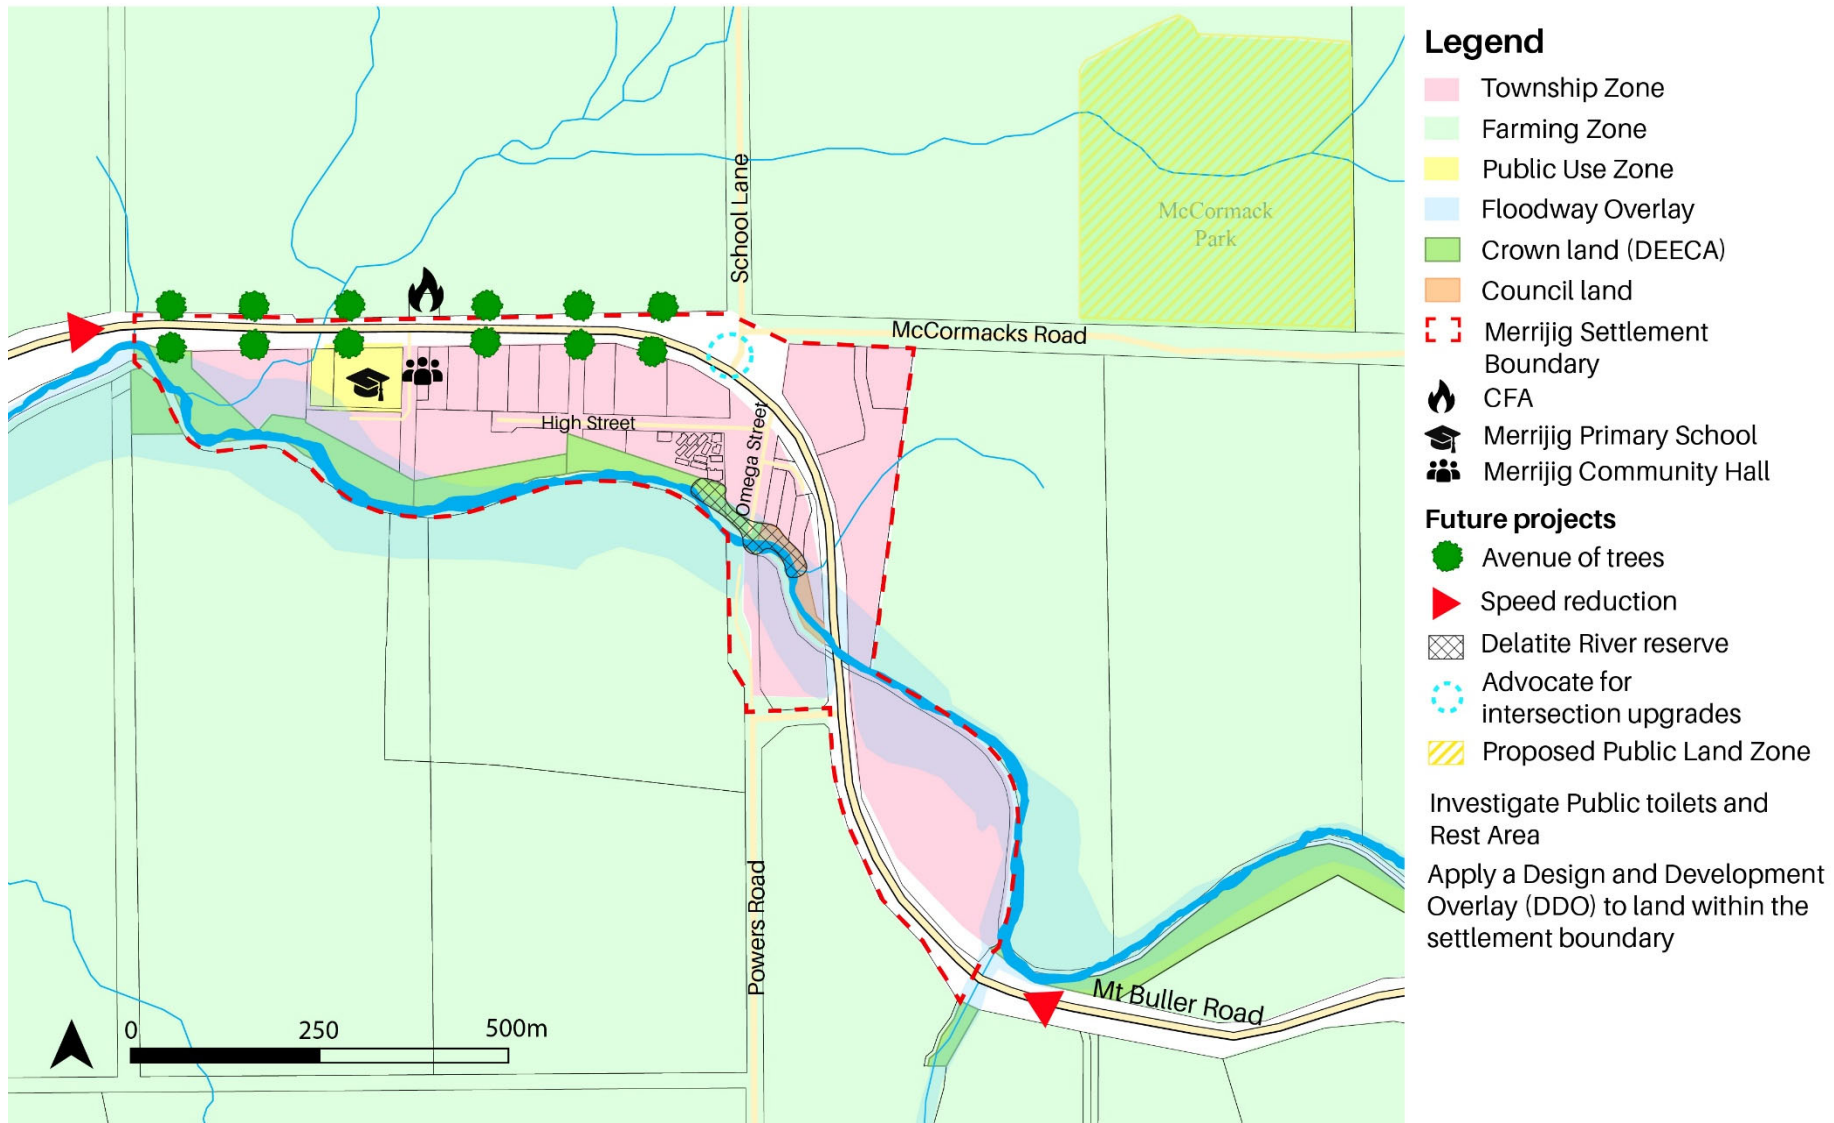 School Lane
McCormack
Park
McCormacks Road
High Street
Omega Street
Powers Road
Mt Buller Road
0 250 500m
Legend
Township Zone
Farming Zone
Public Use Zone
Floodway Overlay
Crown land (DEECA)
Council land
Merrijig Settlement
Boundary
CFA
Merrijig Primary School
Merrijig Community Hall
Future projects
Avenue of trees
Speed reduction
Delatite River reserve
Advocate for
intersection upgrades
Proposed Public Land Zone
Investigate Public toilets and
Rest Area
Apply a Design and Development
Overlay (DDO) to land within the
settlement boundary